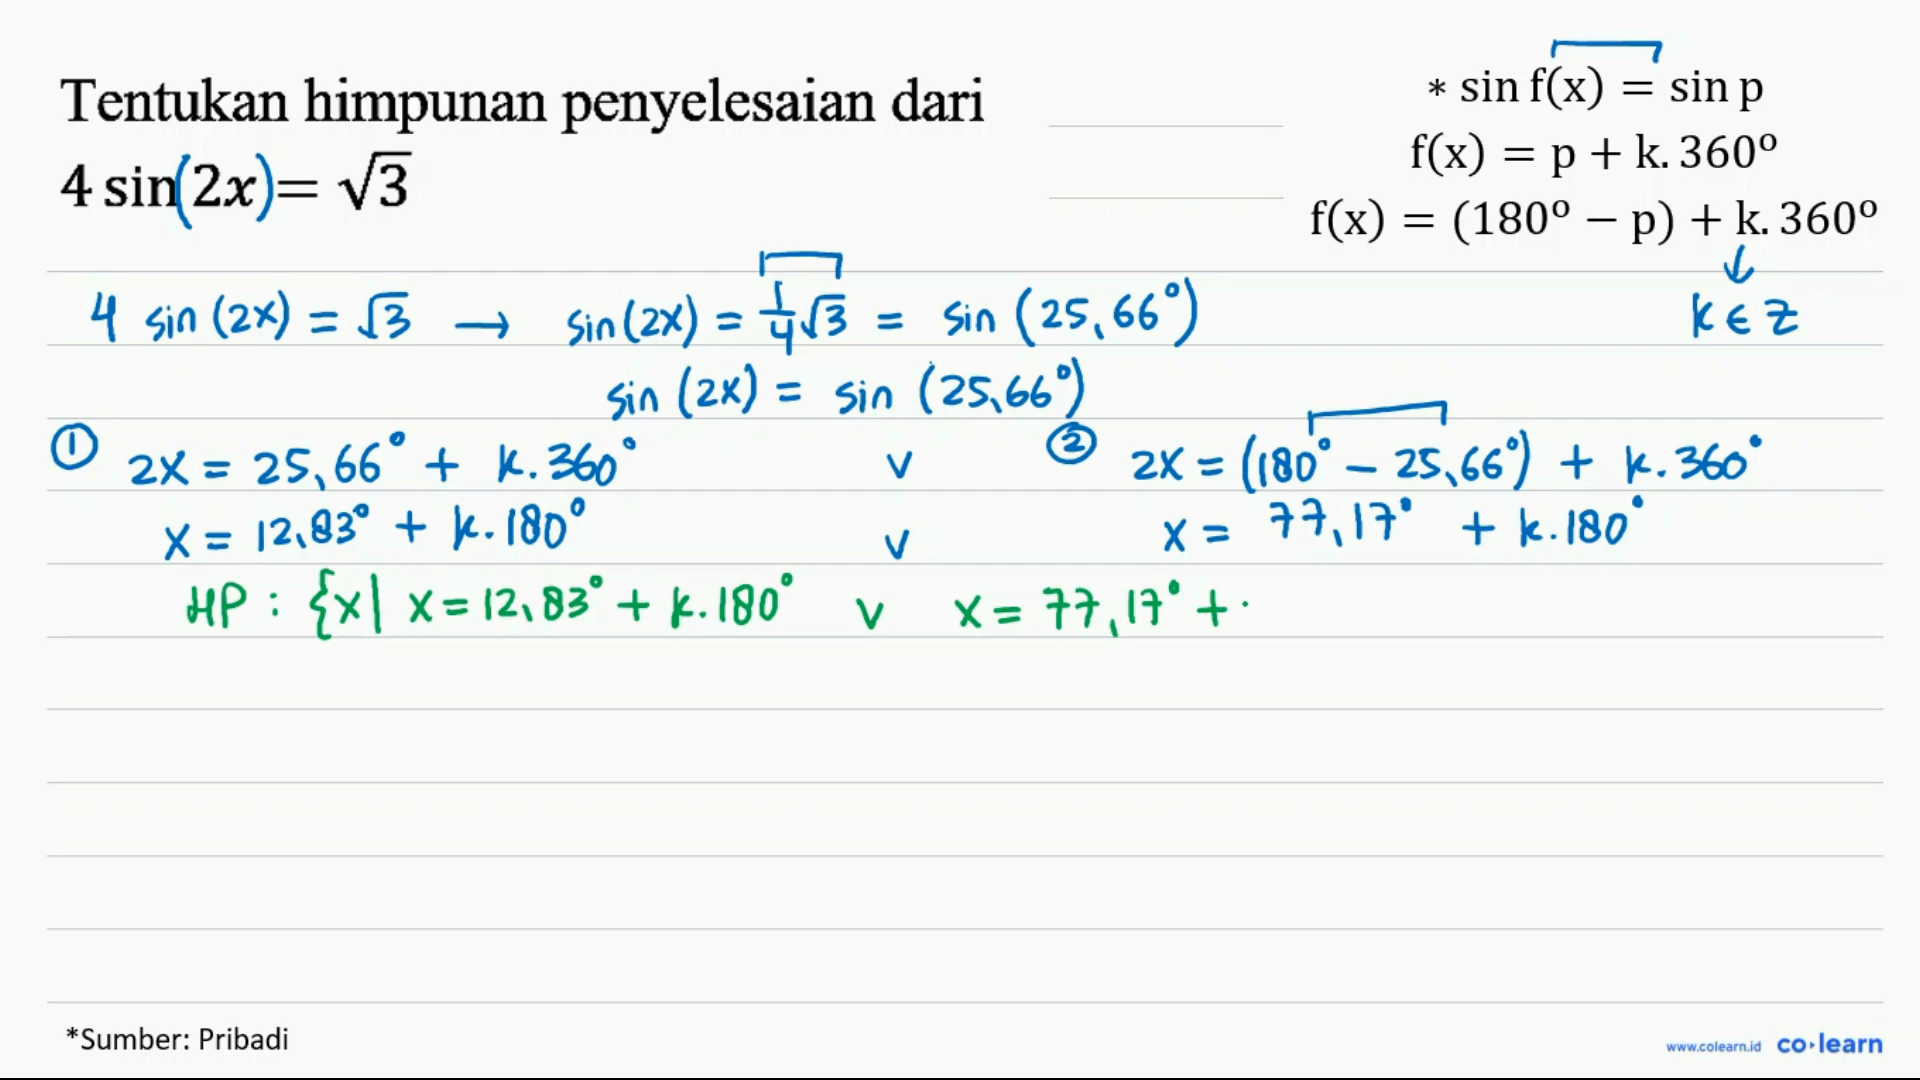 Tentukan himpunan penyelesaian dari
4 sin(2x) = √3
* sin f(x) = sin p
f(x) = p + k. 360°
f(x) = (180° − p) + k. 360°
k ∈ Z
4 sin (2x) = √3 → sin (2x) = 1/4 √3 = sin (25,66°)
sin (2x) = sin (25,66°)
① 2x = 25,66° + k. 360° v ② 2x = (180° − 25,66°) + k. 360°
x = 12,83° + k. 180° v x = 77,17° + k. 180°
HP : {x| x = 12,83° + k. 180° v x = 77,17° + ·
*Sumber: Pribadi
www.colearn.id co·learn